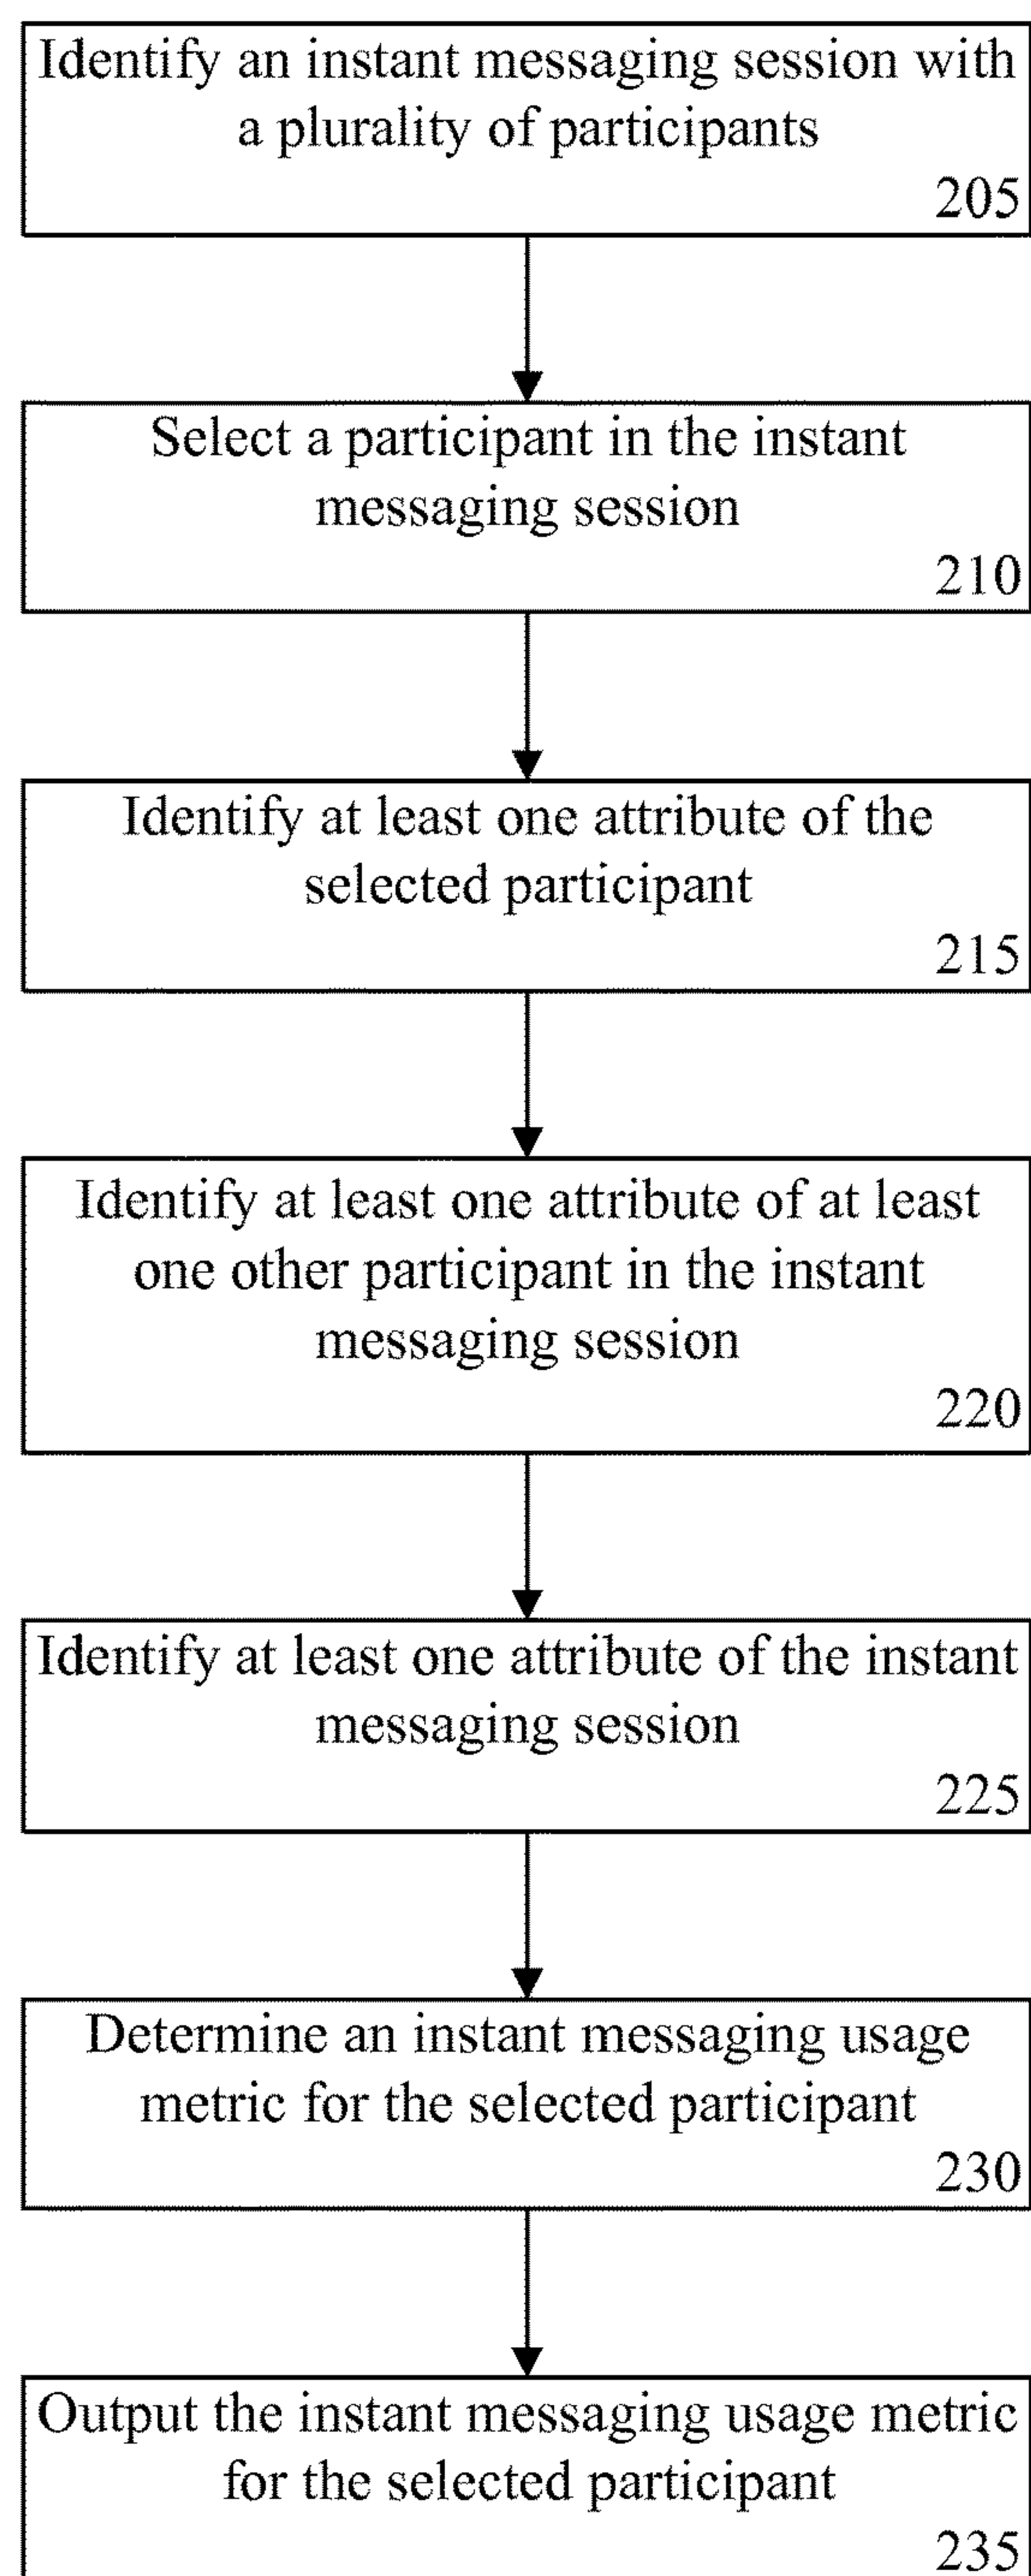 Identify an instant messaging session with
a plurality of participants
205
Select a participant in the instant
messaging session
210
Identify at least one attribute of the
selected participant
215
Identify at least one attribute of at least
one other participant in the instant
messaging session
220
Identify at least one attribute of the instant
messaging session
225
Determine an instant messaging usage
metric for the selected participant
230
Output the instant messaging usage metric
for the selected participant
235